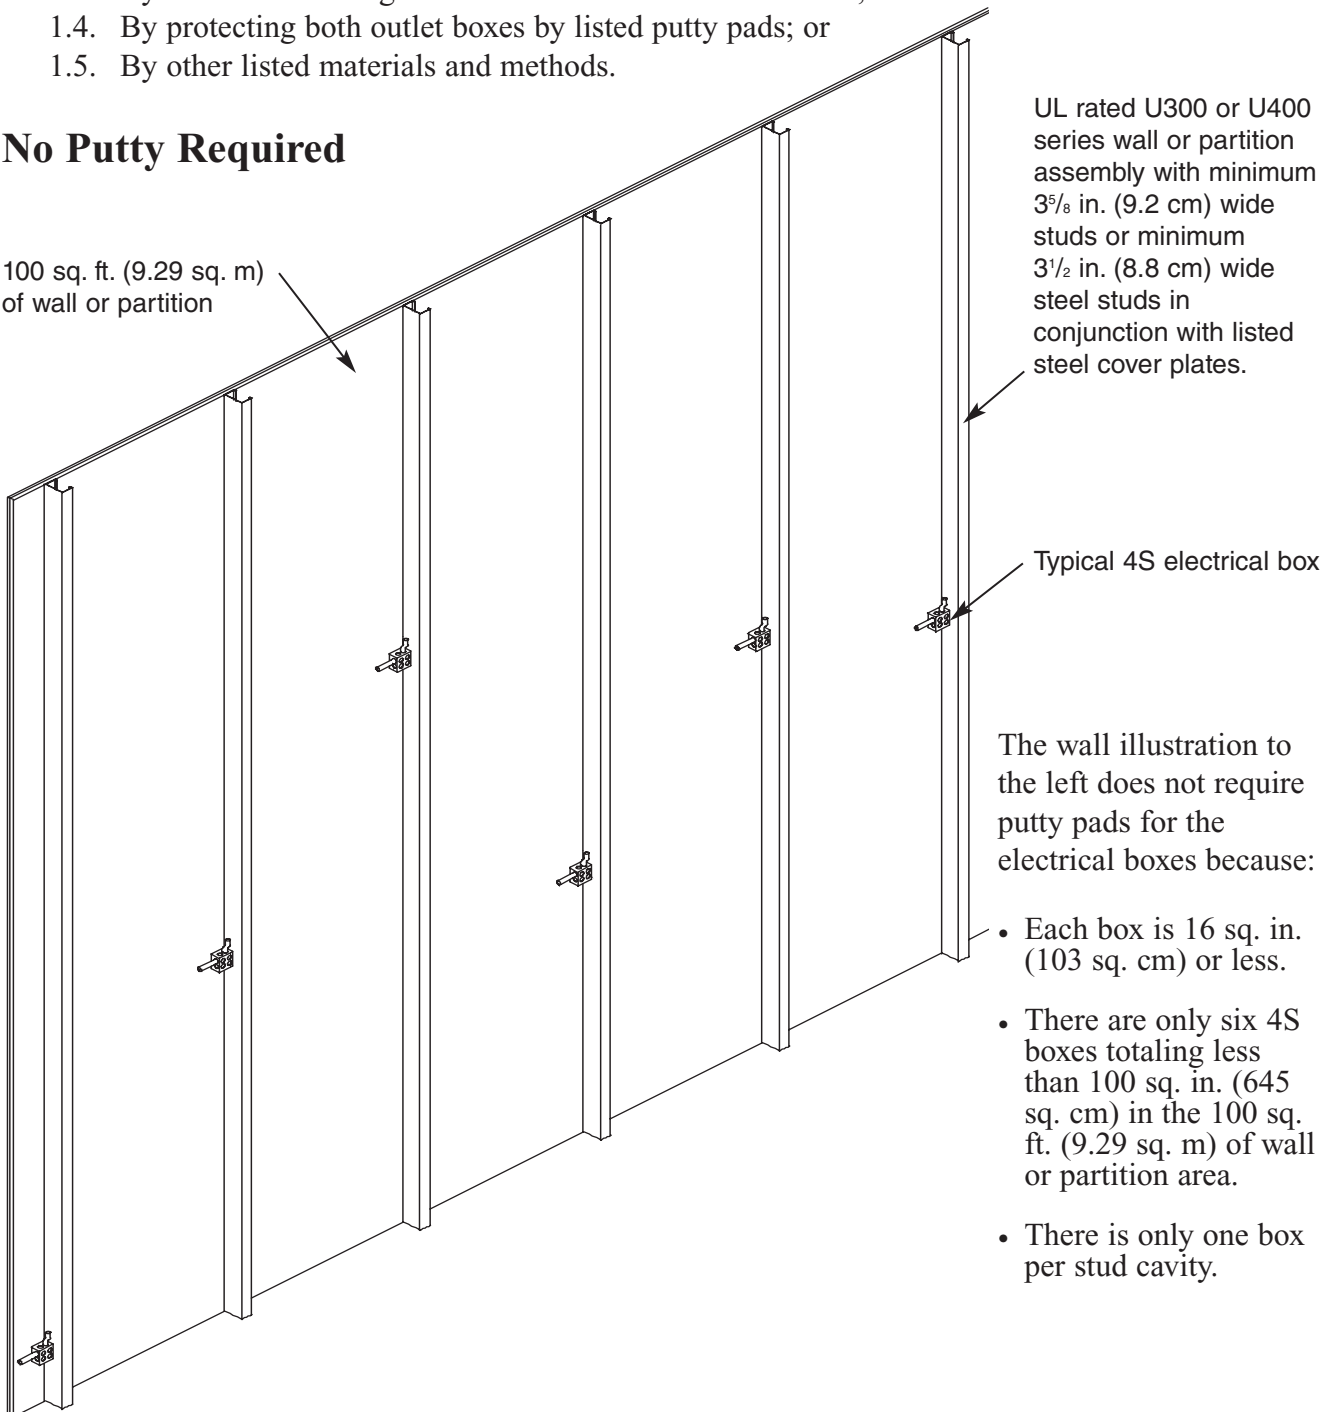 1.4. By protecting both outlet boxes by listed putty pads; or
1.5. By other listed materials and methods.
No Putty Required
100 sq. ft. (9.29 sq. m)
of wall or partition
UL rated U300 or U400
series wall or partition
assembly with minimum
3⁵/₈ in. (9.2 cm) wide
studs or minimum
3¹/₂ in. (8.8 cm) wide
steel studs in
conjunction with listed
steel cover plates.
Typical 4S electrical box
The wall illustration to
the left does not require
putty pads for the
electrical boxes because:
• Each box is 16 sq. in.
(103 sq. cm) or less.
• There are only six 4S
boxes totaling less
than 100 sq. in. (645
sq. cm) in the 100 sq.
ft. (9.29 sq. m) of wall
or partition area.
• There is only one box
per stud cavity.